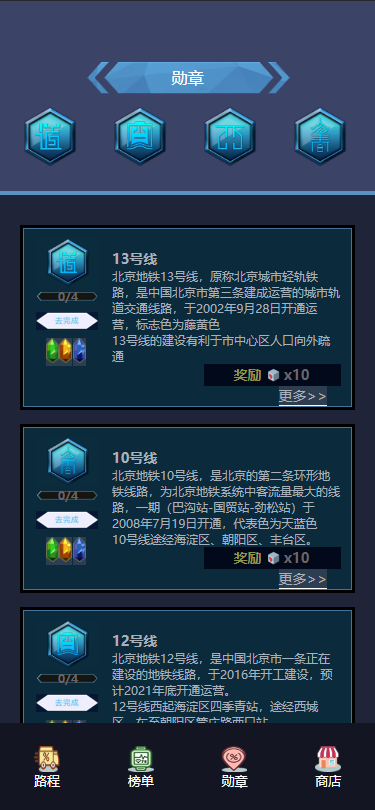 勋章
13号线
北京地铁13号线，原称北京城市轻轨铁
路，是中国北京市第三条建成运营的城市轨
道交通线路，于2002年9月28日开通运
营，标志色为藤黄色
13号线的建设有利于市中心区人口向外疏
通
0/4
去完成
奖励 x10
更多>>
10号线
北京地铁10号线，是北京的第二条环形地
铁线路，为北京地铁系统中客流量最大的线
路，一期（巴沟站-国贸站-劲松站）于
2008年7月19日开通，代表色为天蓝色
10号线途经海淀区、朝阳区、丰台区。
0/4
去完成
奖励 x10
更多>>
12号线
北京地铁12号线，是中国北京市一条正在
建设的地铁线路，于2016年开工建设，预
计2021年底开通运营。
12号线西起海淀区四季青站，途经西城
区，东至朝阳区管庄路西口站
0/4
去完成
路程
榜单
勋章
商店